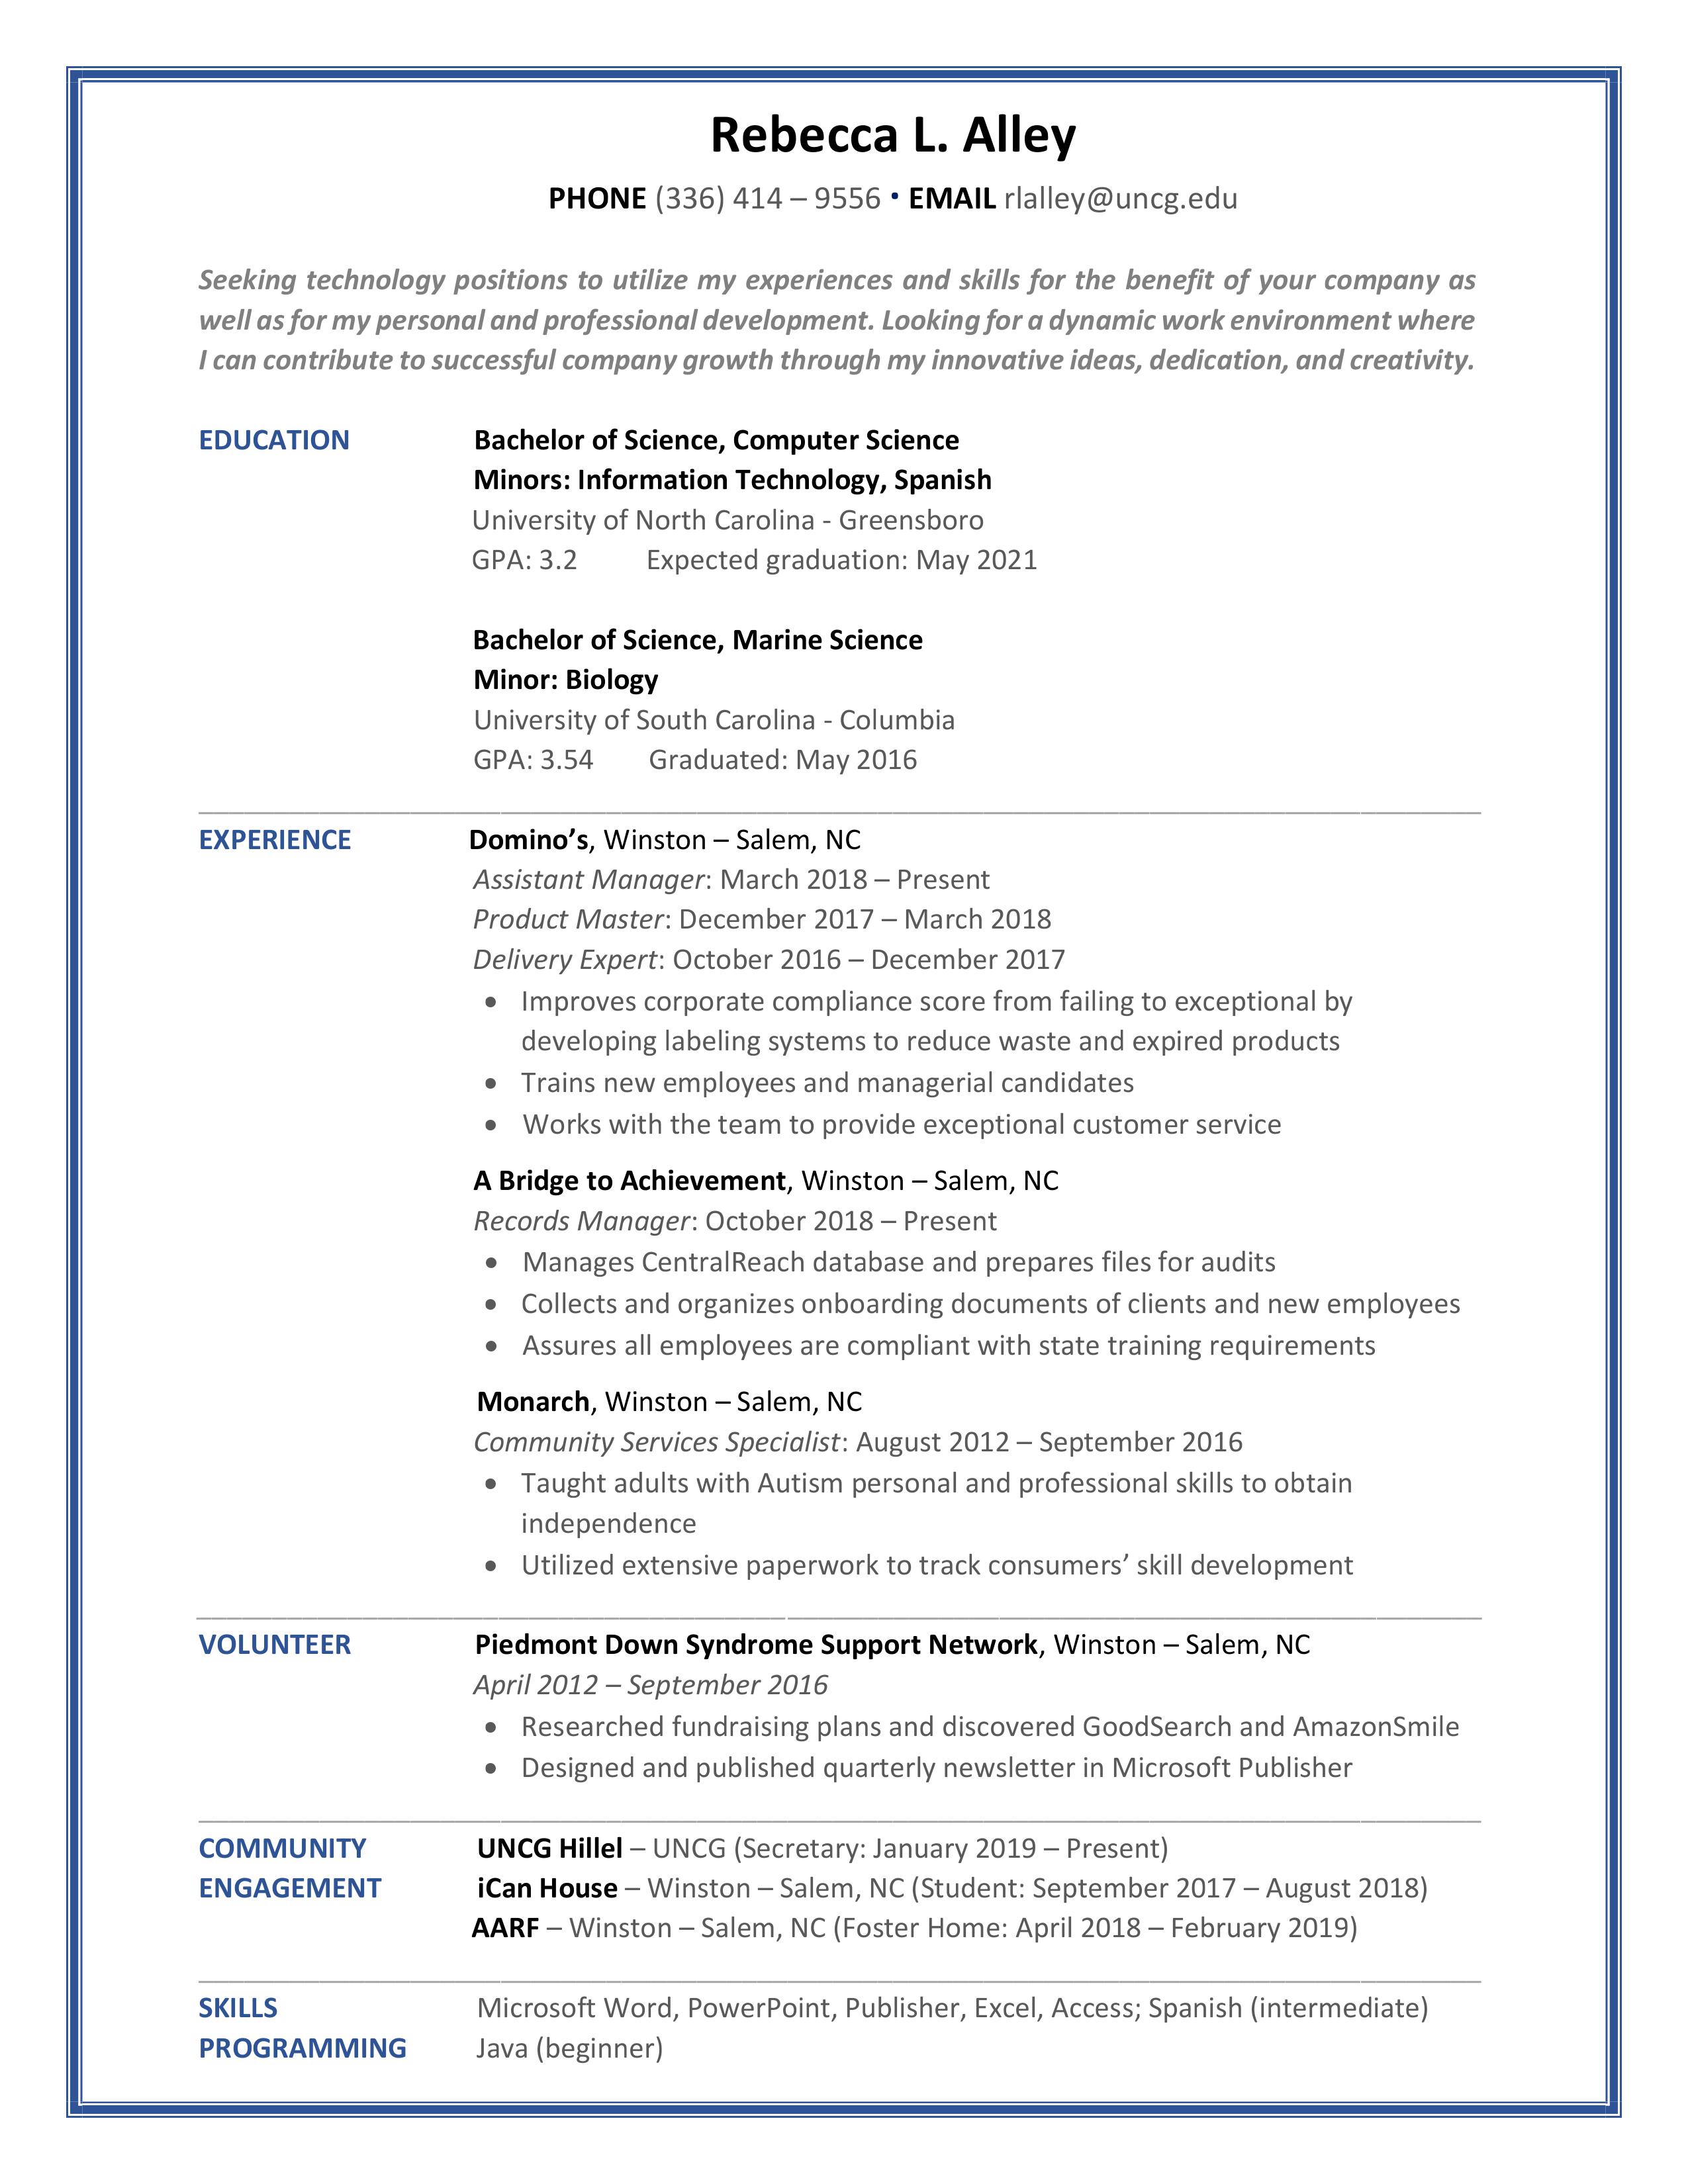 Rebecca L. Alley
PHONE (336) 414 – 9556 • EMAIL rlalley@uncg.edu
Seeking technology positions to utilize my experiences and skills for the benefit of your company as
well as for my personal and professional development. Looking for a dynamic work environment where
I can contribute to successful company growth through my innovative ideas, dedication, and creativity.
EDUCATION Bachelor of Science, Computer Science
Minors: Information Technology, Spanish
University of North Carolina - Greensboro
GPA: 3.2 Expected graduation: May 2021
Bachelor of Science, Marine Science
Minor: Biology
University of South Carolina - Columbia
GPA: 3.54 Graduated: May 2016
EXPERIENCE Domino’s, Winston – Salem, NC
Assistant Manager: March 2018 – Present
Product Master: December 2017 – March 2018
Delivery Expert: October 2016 – December 2017
• Improves corporate compliance score from failing to exceptional by
developing labeling systems to reduce waste and expired products
• Trains new employees and managerial candidates
• Works with the team to provide exceptional customer service
A Bridge to Achievement, Winston – Salem, NC
Records Manager: October 2018 – Present
• Manages CentralReach database and prepares files for audits
• Collects and organizes onboarding documents of clients and new employees
• Assures all employees are compliant with state training requirements
Monarch, Winston – Salem, NC
Community Services Specialist: August 2012 – September 2016
• Taught adults with Autism personal and professional skills to obtain
independence
• Utilized extensive paperwork to track consumers’ skill development
VOLUNTEER Piedmont Down Syndrome Support Network, Winston – Salem, NC
April 2012 – September 2016
• Researched fundraising plans and discovered GoodSearch and AmazonSmile
• Designed and published quarterly newsletter in Microsoft Publisher
COMMUNITY UNCG Hillel – UNCG (Secretary: January 2019 – Present)
ENGAGEMENT iCan House – Winston – Salem, NC (Student: September 2017 – August 2018)
AARF – Winston – Salem, NC (Foster Home: April 2018 – February 2019)
SKILLS Microsoft Word, PowerPoint, Publisher, Excel, Access; Spanish (intermediate)
PROGRAMMING Java (beginner)